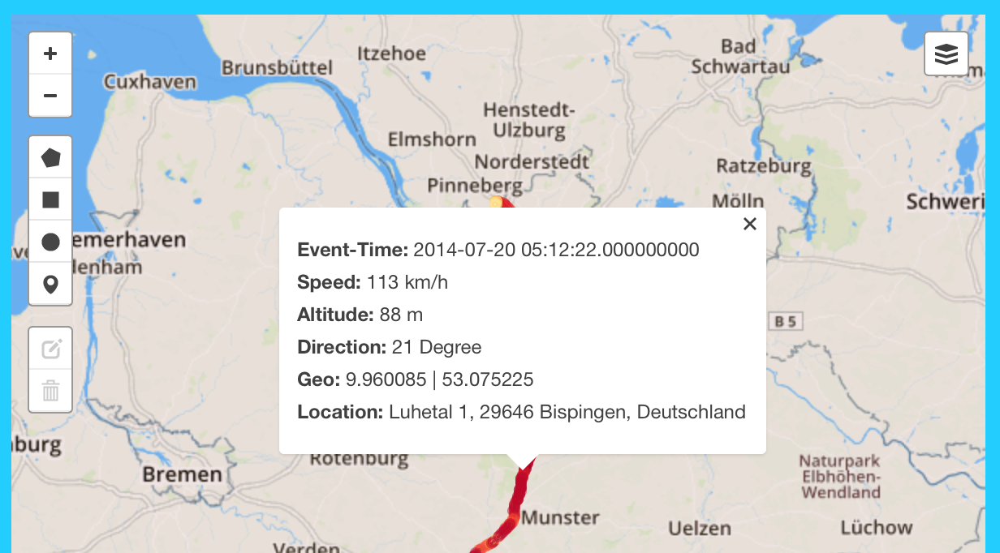 Itzehoe
Bad
Schwartau
Brunsbüttel
Cuxhaven
Henstedt-
Ulzburg
Elmshorn
Norderstedt
Ratzeburg
Pinneberg
Mölln
Schweri
emerhaven
denham
Event-Time: 2014-07-20 05:12:22.000000000
Speed: 113 km/h
Altitude: 88 m
Direction: 21 Degree
Geo: 9.960085 | 53.075225
Location: Luhetal 1, 29646 Bispingen, Deutschland
B 5
burg
Rotenburg
Bremen
Naturpark
Elbhöhen-
Wendland
Munster
Uelzen
Lüchow
Verden